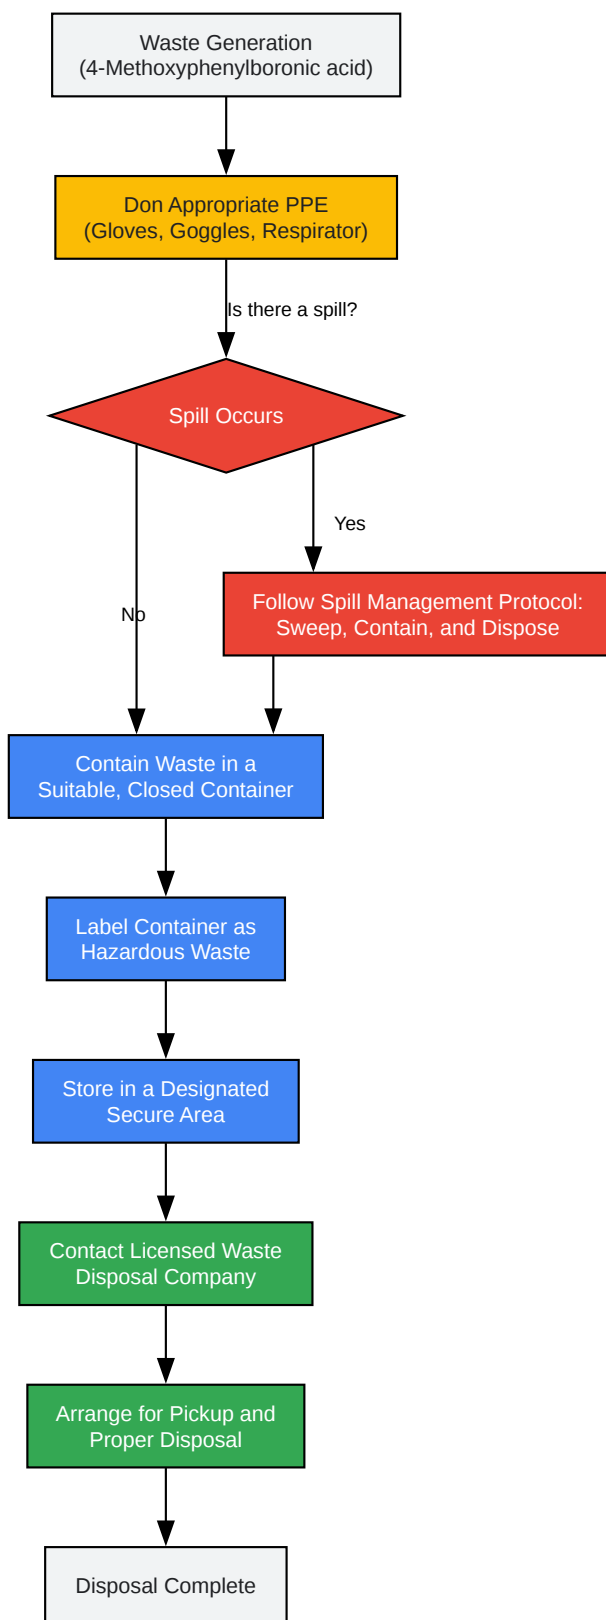 Waste Generation
(4-Methoxyphenylboronic acid)
Don Appropriate PPE
(Gloves, Goggles, Respirator)
Is there a spill?
Spill Occurs
Yes
Follow Spill Management Protocol:
Sweep, Contain, and Dispose
No
Contain Waste in a
Suitable, Closed Container
Label Container as
Hazardous Waste
Store in a Designated
Secure Area
Contact Licensed Waste
Disposal Company
Arrange for Pickup and
Proper Disposal
Disposal Complete